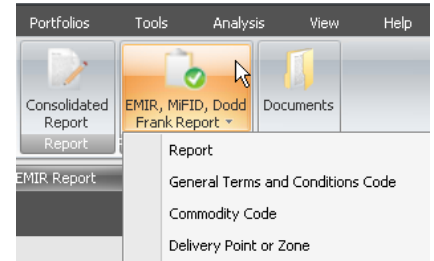 Portfolios Tools Analysis View Help
Consolidated Report
EMIR, MiFID, Dodd Frank Report
Documents
Report
EMIR Report
Report
General Terms and Conditions Code
Commodity Code
Delivery Point or Zone